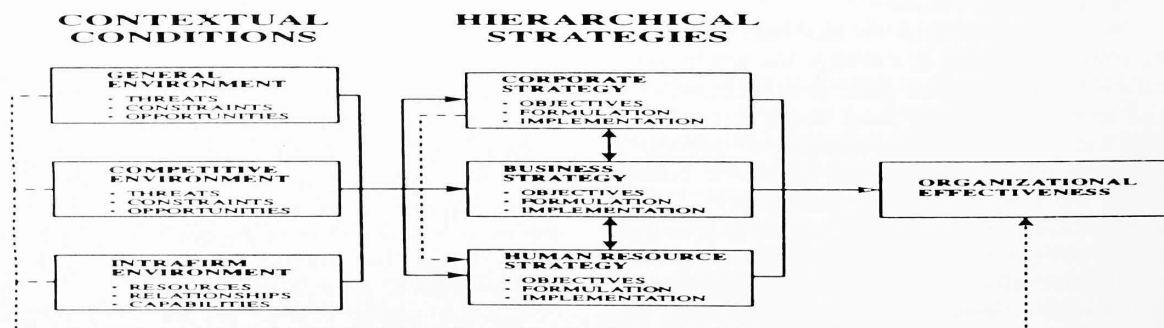 CONTEXTUAL
CONDITIONS
GENERAL
ENVIRONMENT
- THREATS
- CONSTRAINTS
- OPPORTUNITIES
COMPETITIVE
ENVIRONMENT
- THREATS
- CONSTRAINTS
- OPPORTUNITIES
INTRAFIRM
ENVIRONMENT
- RESOURCES
- RELATIONSHIPS
- CAPABILITIES
HIERARCHICAL
STRATEGIES
CORPORATE
STRATEGY
- OBJECTIVES
- FORMULATION
- IMPLEMENTATION
BUSINESS
STRATEGY
- OBJECTIVES
- FORMULATION
- IMPLEMENTATION
HUMAN RESOURCE
STRATEGY
- OBJECTIVES
- FORMULATION
- IMPLEMENTATION
ORGANIZATIONAL
EFFECTIVENESS